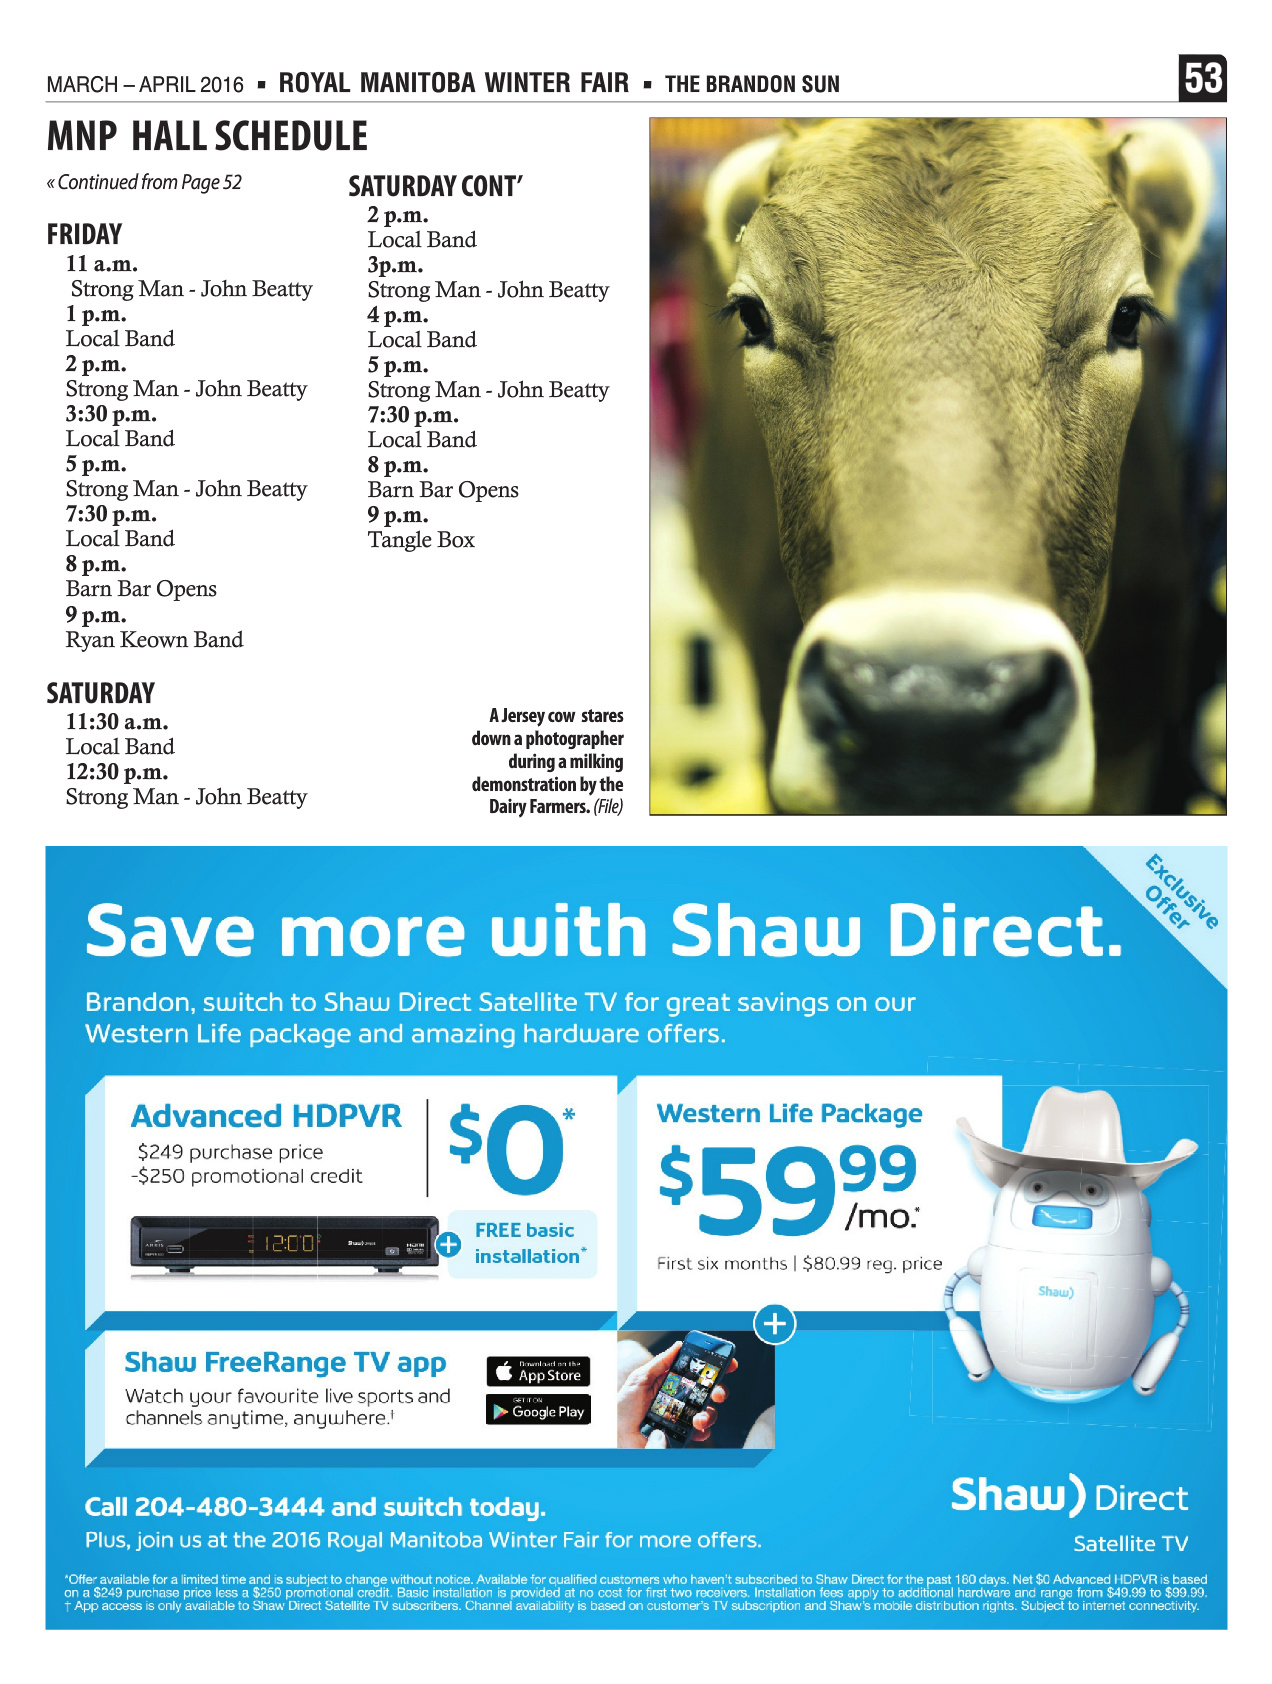 MARCH – APRIL 2016 ▪ ROYAL MANITOBA WINTER FAIR ▪ THE BRANDON SUN
53
MNP HALL SCHEDULE
« Continued from Page 52
FRIDAY
11 a.m.
Strong Man - John Beatty
1 p.m.
Local Band
2 p.m.
Strong Man - John Beatty
3:30 p.m.
Local Band
5 p.m.
Strong Man - John Beatty
7:30 p.m.
Local Band
8 p.m.
Barn Bar Opens
9 p.m.
Ryan Keown Band
SATURDAY
11:30 a.m.
Local Band
12:30 p.m.
Strong Man - John Beatty
SATURDAY CONT’
2 p.m.
Local Band
3p.m.
Strong Man - John Beatty
4 p.m.
Local Band
5 p.m.
Strong Man - John Beatty
7:30 p.m.
Local Band
8 p.m.
Barn Bar Opens
9 p.m.
Tangle Box
A Jersey cow stares
down a photographer
during a milking
demonstration by the
Dairy Farmers. (File)
Exclusive
Offer
Save more with Shaw Direct.
Brandon, switch to Shaw Direct Satellite TV for great savings on our
Western Life package and amazing hardware offers.
Advanced HDPVR
$249 purchase price
-$250 promotional credit
$0*
ARRIS
12:00
Shaw) Direct
HDMI
+
FREE basic
installation*
Western Life Package
$59 99
/mo.*
First six months | $80.99 reg. price
Shaw)
+
Shaw FreeRange TV app
Watch your favourite live sports and
channels anytime, anywhere.†
Download on the
App Store
GET IT ON
Google Play
Call 204-480-3444 and switch today.
Plus, join us at the 2016 Royal Manitoba Winter Fair for more offers.
Shaw) Direct
Satellite TV
*Offer available for a limited time and is subject to change without notice. Available for qualified customers who haven't subscribed to Shaw Direct for the past 180 days. Net $0 Advanced HDPVR is based
on a $249 purchase price less a $250 promotional credit. Basic installation is provided at no cost for first two receivers. Installation fees apply to additional hardware and range from $49.99 to $99.99.
† App access is only available to Shaw Direct Satellite TV subscribers. Channel availability is based on customer's TV subscription and Shaw's mobile distribution rights. Subject to internet connectivity.